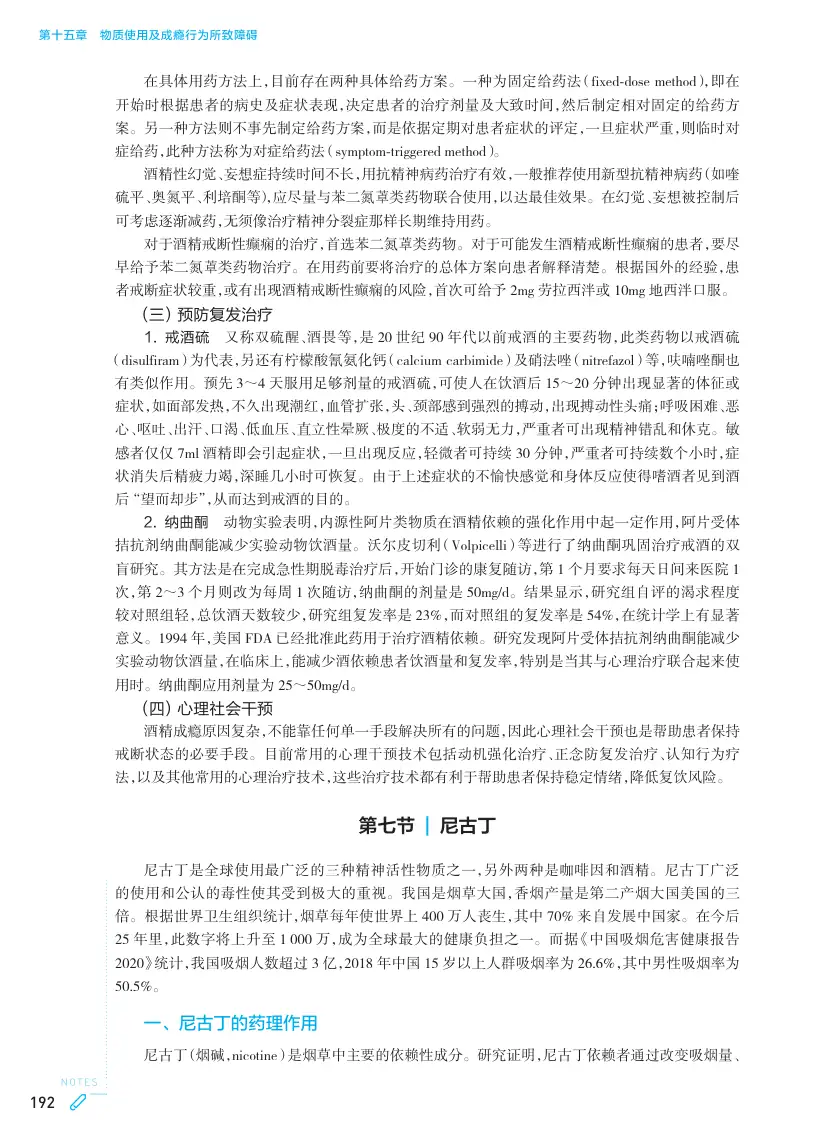 第十五章　物质使用及成瘾行为所致障碍
在具体用药方法上，目前存在两种具体给药方案。一种为固定给药法（fixed-dose method），即在
开始时根据患者的病史及症状表现，决定患者的治疗剂量及大致时间，然后制定相对固定的给药方
案。另一种方法则不事先制定给药方案，而是依据定期对患者症状的评定，一旦症状严重，则临时对
症给药，此种方法称为对症给药法（symptom-triggered method）。
酒精性幻觉、妄想症持续时间不长，用抗精神病药治疗有效，一般推荐使用新型抗精神病药（如喹
硫平、奥氮平、利培酮等），应尽量与苯二氮䓬类药物联合使用，以达最佳效果。在幻觉、妄想被控制后
可考虑逐渐减药，无须像治疗精神分裂症那样长期维持用药。
对于酒精戒断性癫痫的治疗，首选苯二氮䓬类药物。对于可能发生酒精戒断性癫痫的患者，要尽
早给予苯二氮䓬类药物治疗。在用药前要将治疗的总体方案向患者解释清楚。根据国外的经验，患
者戒断症状较重，或有出现酒精戒断性癫痫的风险，首次可给予 2mg 劳拉西泮或 10mg 地西泮口服。
（三）预防复发治疗
1. 戒酒硫　又称双硫醒、酒畏等，是 20 世纪 90 年代以前戒酒的主要药物，此类药物以戒酒硫
（disulfiram）为代表，另还有柠檬酸氰氨化钙（calcium carbimide）及硝法唑（nitrefazol）等，呋喃唑酮也
有类似作用。预先 3～4 天服用足够剂量的戒酒硫，可使人在饮酒后 15～20 分钟出现显著的体征或
症状，如面部发热，不久出现潮红，血管扩张，头、颈部感到强烈的搏动，出现搏动性头痛；呼吸困难、恶
心、呕吐、出汗、口渴、低血压、直立性晕厥、极度的不适、软弱无力，严重者可出现精神错乱和休克。敏
感者仅仅 7ml 酒精即会引起症状，一旦出现反应，轻微者可持续 30 分钟，严重者可持续数个小时，症
状消失后精疲力竭，深睡几小时可恢复。由于上述症状的不愉快感觉和身体反应使得嗜酒者见到酒
后“望而却步”，从而达到戒酒的目的。
2. 纳曲酮　动物实验表明，内源性阿片类物质在酒精依赖的强化作用中起一定作用，阿片受体
拮抗剂纳曲酮能减少实验动物饮酒量。沃尔皮切利（Volpicelli）等进行了纳曲酮巩固治疗戒酒的双
盲研究。其方法是在完成急性期脱毒治疗后，开始门诊的康复随访，第 1 个月要求每天日间来医院 1
次，第 2～3 个月则改为每周 1 次随访，纳曲酮的剂量是 50mg/d。结果显示，研究组自评的渴求程度
较对照组轻，总饮酒天数较少，研究组复发率是 23%，而对照组的复发率是 54%，在统计学上有显著
意义。1994 年，美国 FDA 已经批准此药用于治疗酒精依赖。研究发现阿片受体拮抗剂纳曲酮能减少
实验动物饮酒量，在临床上，能减少酒依赖患者饮酒量和复发率，特别是当其与心理治疗联合起来使
用时。纳曲酮应用剂量为 25～50mg/d。
（四）心理社会干预
酒精成瘾原因复杂，不能靠任何单一手段解决所有的问题，因此心理社会干预也是帮助患者保持
戒断状态的必要手段。目前常用的心理干预技术包括动机强化治疗、正念防复发治疗、认知行为疗
法，以及其他常用的心理治疗技术，这些治疗技术都有利于帮助患者保持稳定情绪，降低复饮风险。
第七节｜尼古丁
尼古丁是全球使用最广泛的三种精神活性物质之一，另外两种是咖啡因和酒精。尼古丁广泛
的使用和公认的毒性使其受到极大的重视。我国是烟草大国，香烟产量是第二产烟大国美国的三
倍。根据世界卫生组织统计，烟草每年使世界上 400 万人丧生，其中 70% 来自发展中国家。在今后
25 年里，此数字将上升至 1 000 万，成为全球最大的健康负担之一。而据《中国吸烟危害健康报告
2020》统计，我国吸烟人数超过 3 亿，2018 年中国 15 岁以上人群吸烟率为 26.6%，其中男性吸烟率为
50.5%。
一、尼古丁的药理作用
尼古丁（烟碱，nicotine）是烟草中主要的依赖性成分。研究证明，尼古丁依赖者通过改变吸烟量、
NOTES
192